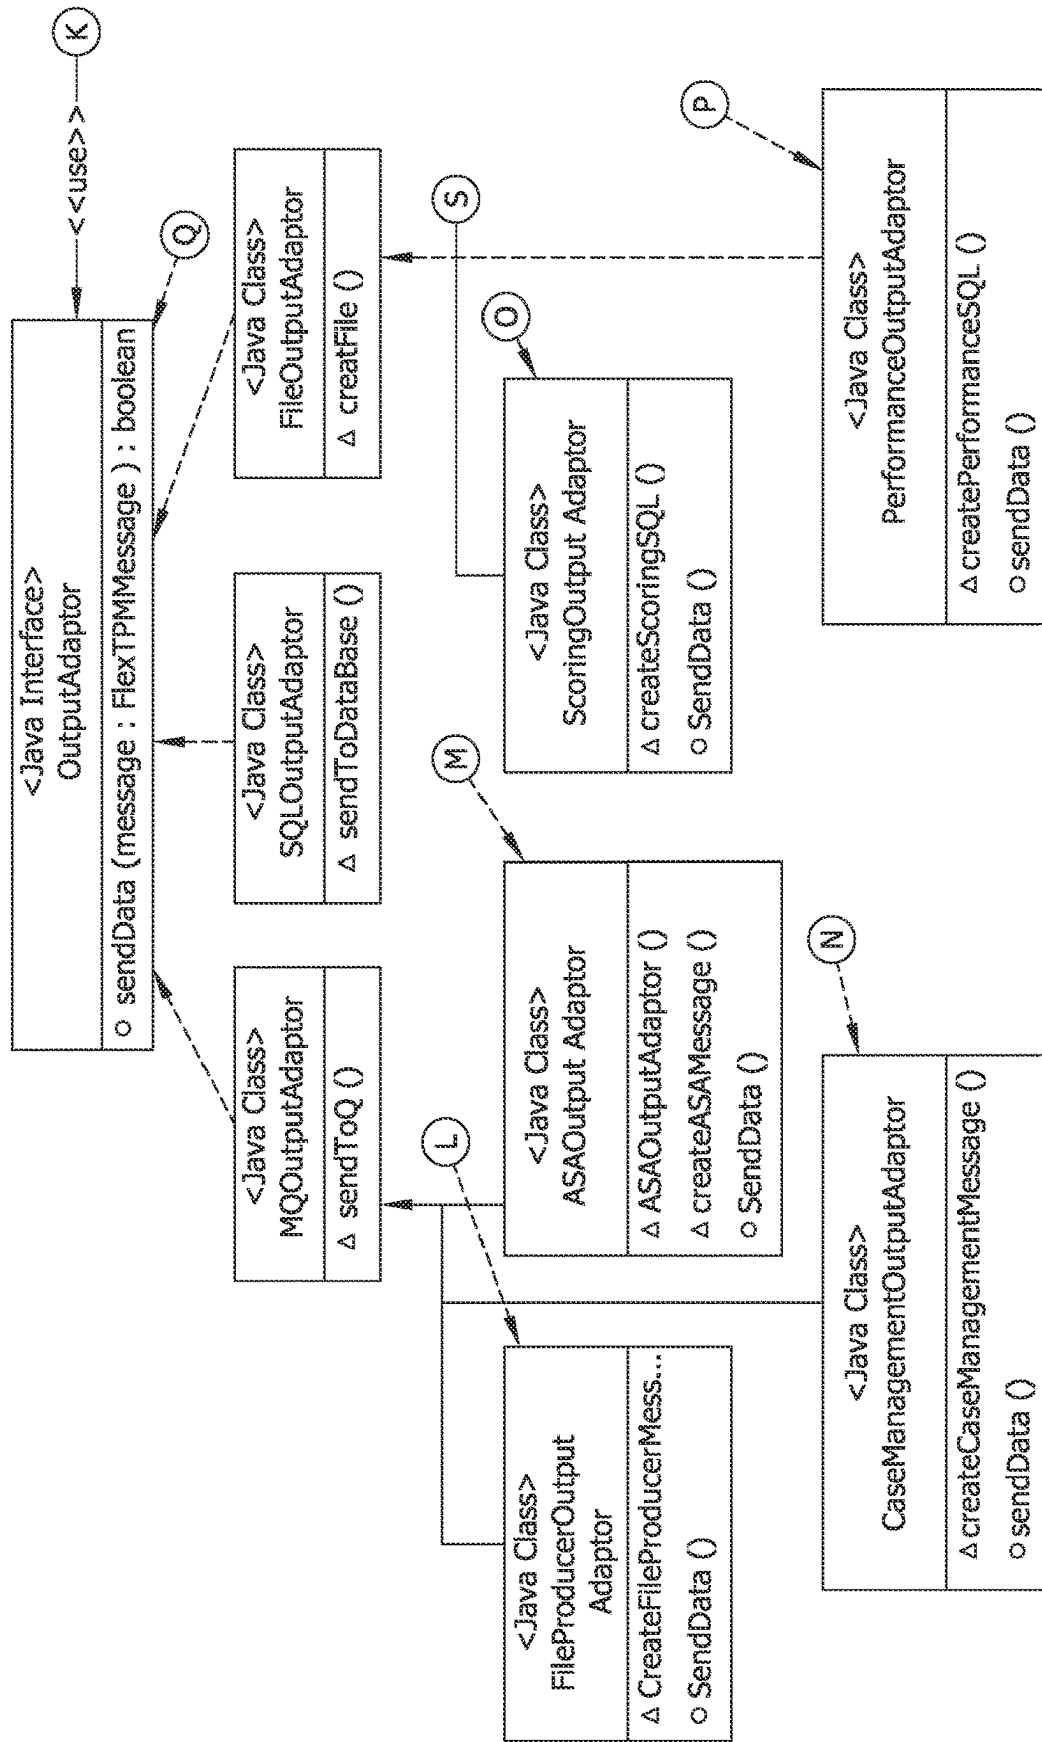 <Java Interface>
OutputAdaptor
○ sendData (message : FlexTPMMessage ) : boolean
<<use>>
K
Q
<Java Class>
MQOutputAdaptor
△ sendToQ ()
<Java Class>
SQLOutputAdaptor
△ sendToDataBase ()
<Java Class>
FileOutputAdaptor
△ creatFile ()
L
M
S
<Java Class>
FileProducerOutput
Adaptor
△ CreateFileProducerMess...
○ SendData ()
<Java Class>
ASAOutput Adaptor
△ ASAOutputAdaptor ()
△ createASAMessage ()
○ SendData ()
<Java Class>
ScoringOutput Adaptor
△ createScoringSQL ()
○ SendData ()
O
N
P
<Java Class>
CaseManagementOutputAdaptor
△ createCaseManagementMessage ()
○ sendData ()
<Java Class>
PerformanceOutputAdaptor
△ createPerformanceSQL ()
○ sendData ()